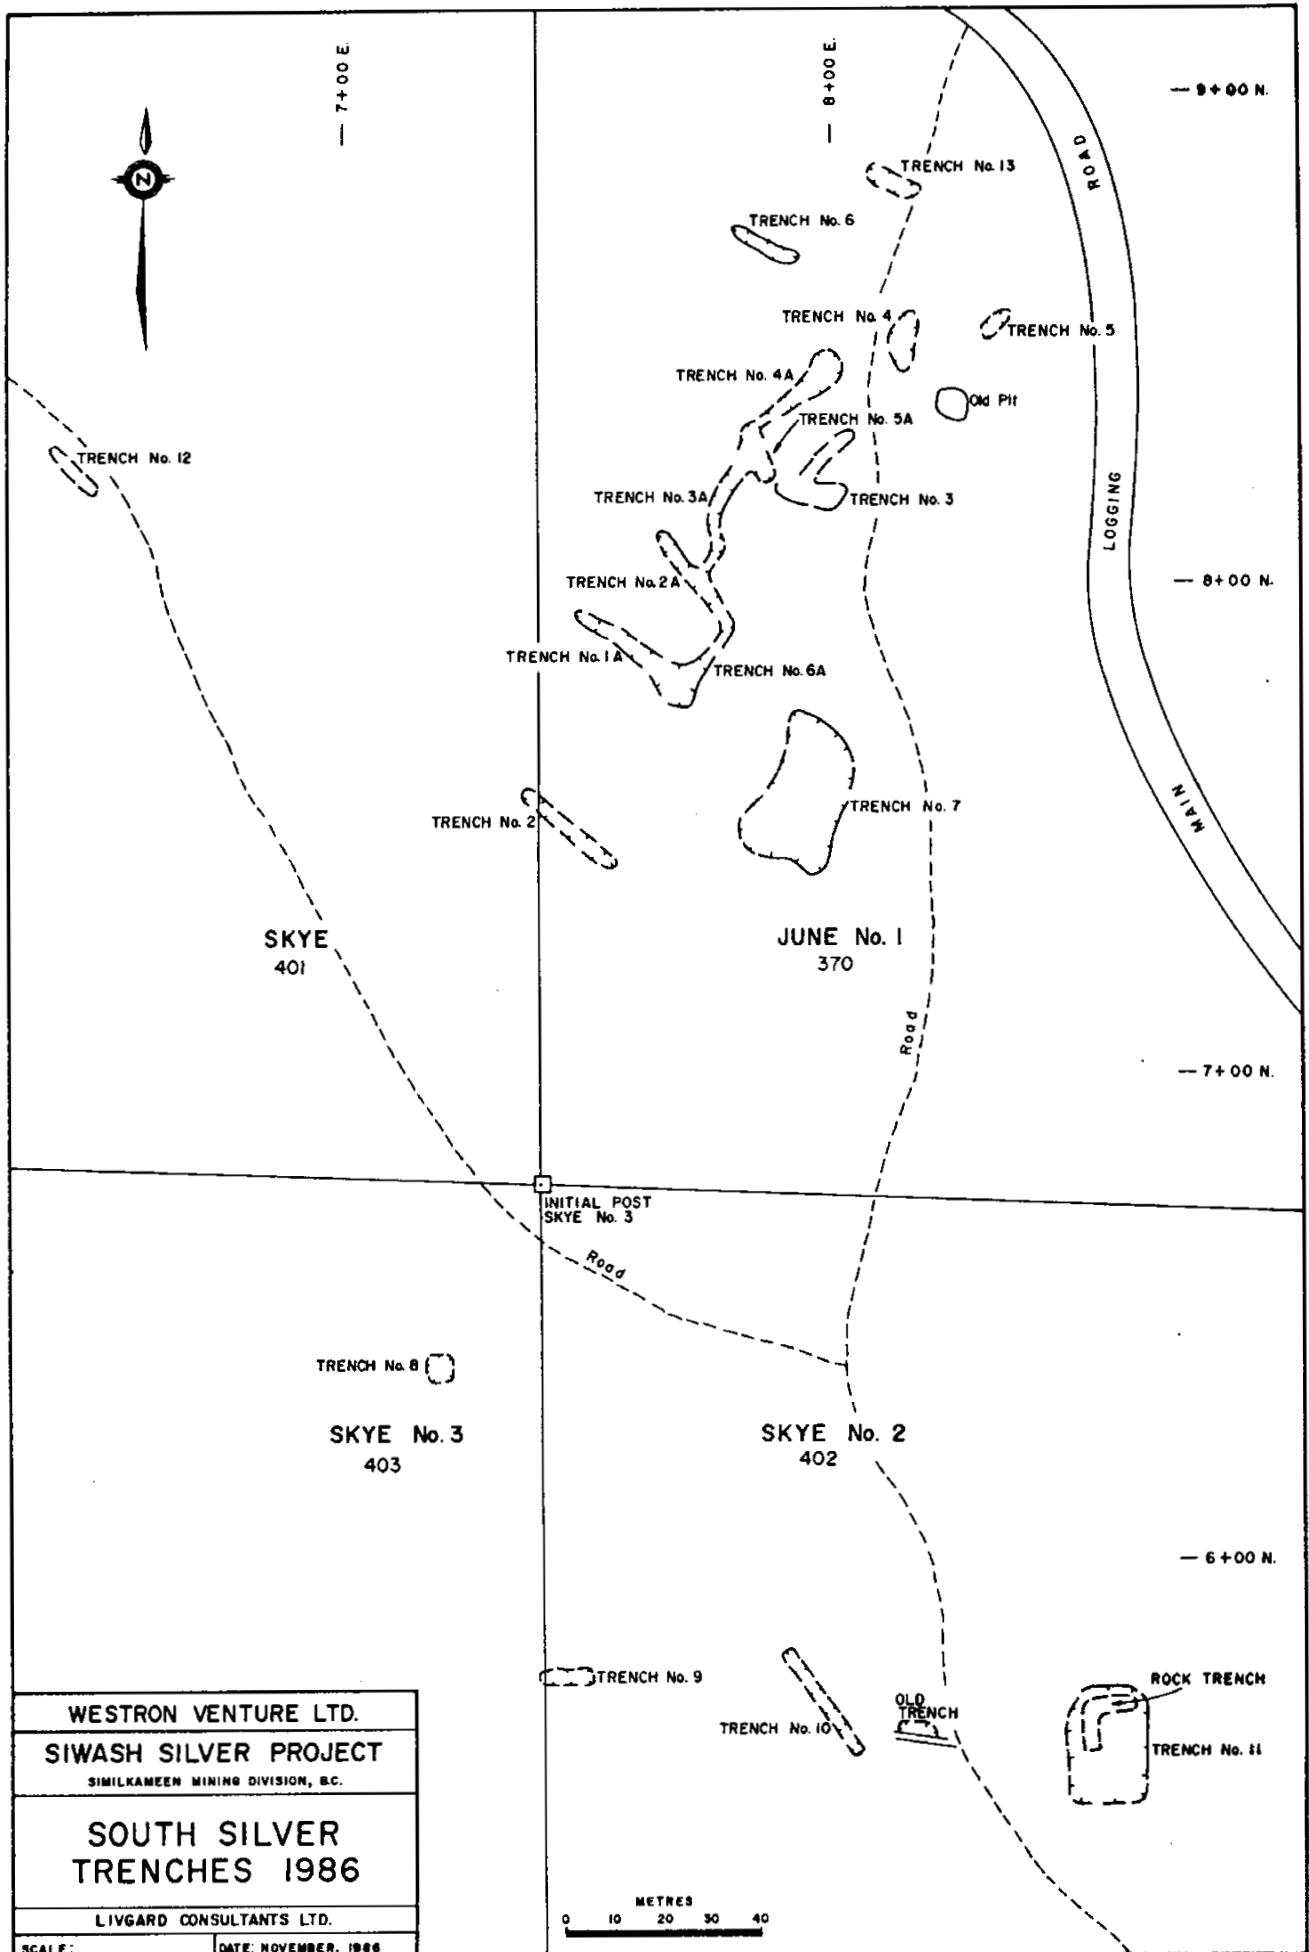 7+00 E.
8+00 E.
9+00 N.
ROAD
N
TRENCH No. 13
TRENCH No. 6
TRENCH No. 4
TRENCH No. 5
TRENCH No. 4A
Old Pit
TRENCH No. 5A
TRENCH No. 12
TRENCH No. 3A
TRENCH No. 3
LOGGING
TRENCH No. 2A
8+00 N.
TRENCH No. 1A
TRENCH No. 6A
TRENCH No. 2
TRENCH No. 7
MAIN
SKYE
401
JUNE No. 1
370
Road
7+00 N.
INITIAL POST
SKYE No. 3
Road
TRENCH No. 8
SKYE No. 3
403
SKYE No. 2
402
6+00 N.
TRENCH No. 9
TRENCH No. 10
OLD
TRENCH
ROCK TRENCH
TRENCH No. 11
WESTRON VENTURE LTD.
SIWASH SILVER PROJECT
SIMILKAMEEN MINING DIVISION, B.C.
SOUTH SILVER
TRENCHES 1986
LIVGARD CONSULTANTS LTD.
SCALE:
DATE: NOVEMBER, 1986
METRES
0 10 20 30 40